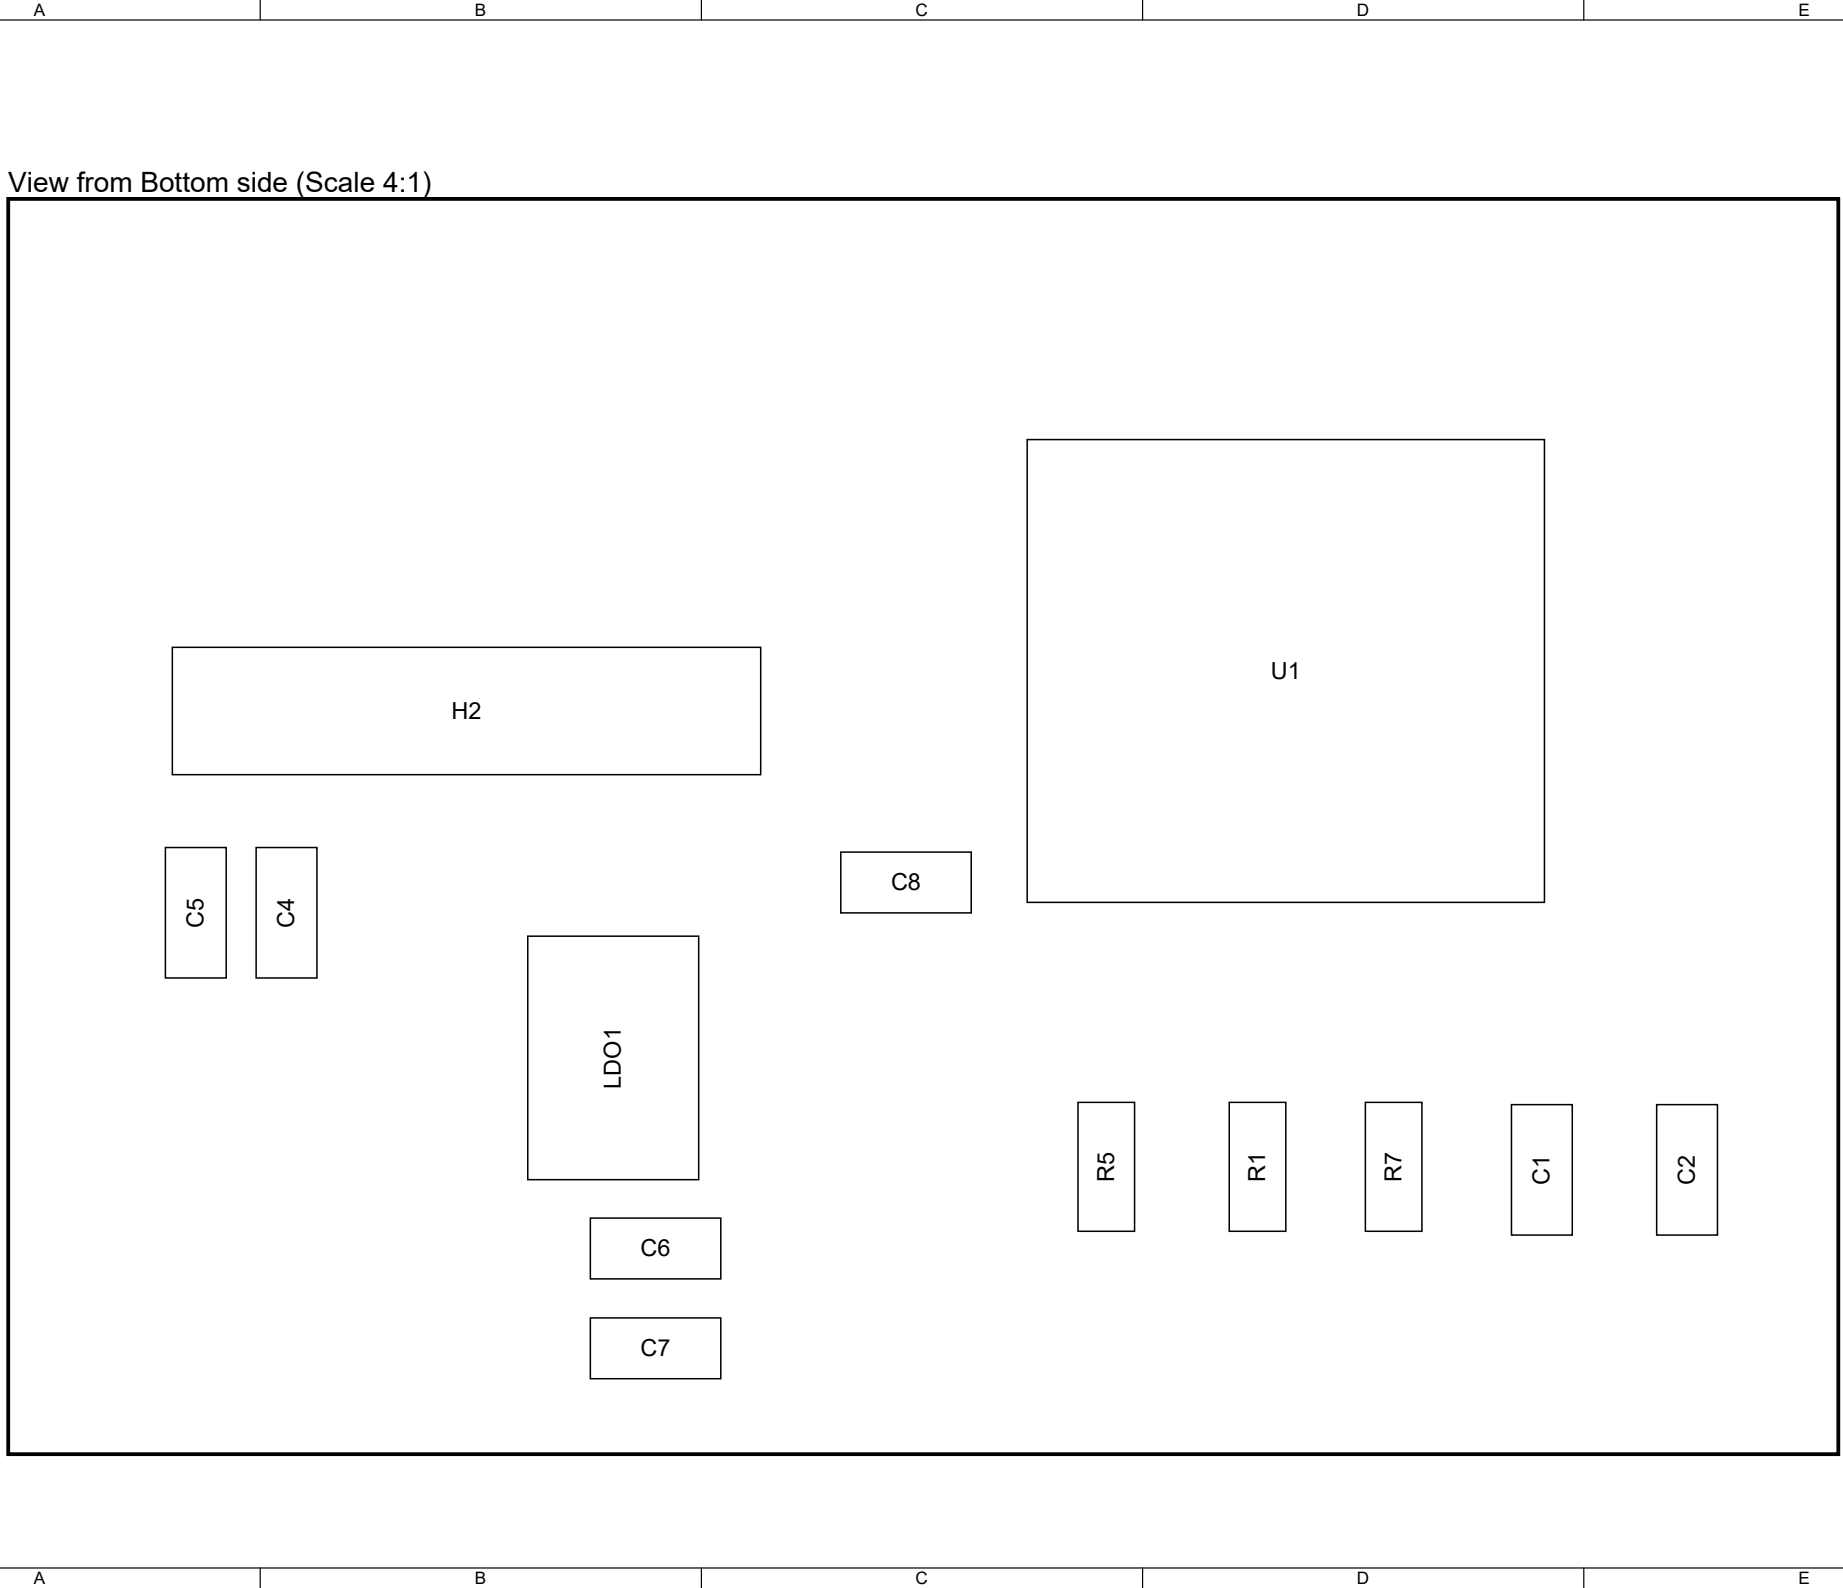 A B C D E
View from Bottom side (Scale 4:1)
U1
H2
C8
C5 C4
LDO1
R5 R1 R7 C1 C2
C6
C7
A B C D E